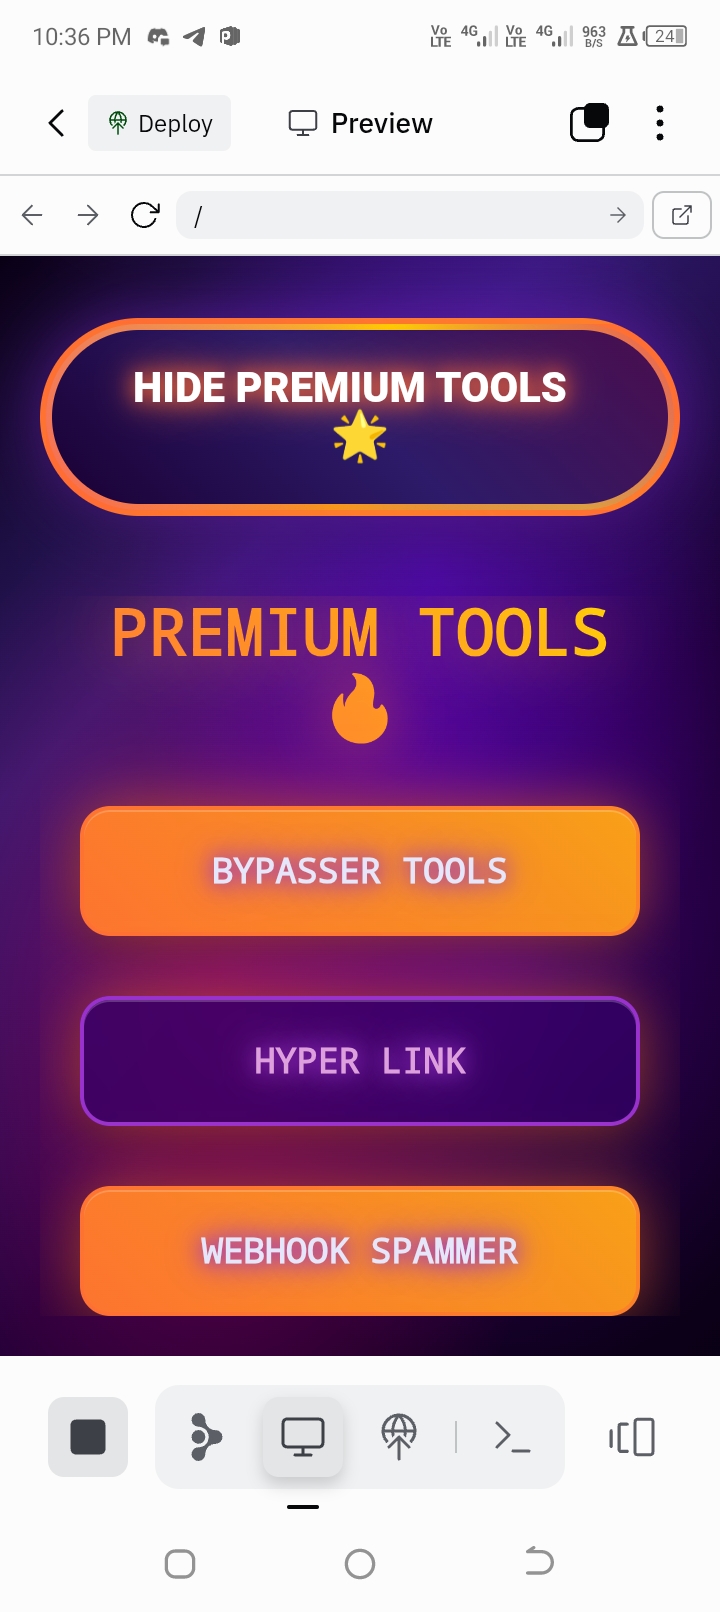 10:36 PM
Vo LTE 4G Vo LTE 4G 963 B/S 24
Deploy
Preview
/
HIDE PREMIUM TOOLS
🌟
PREMIUM TOOLS
🔥
BYPASSER TOOLS
HYPER LINK
WEBHOOK SPAMMER